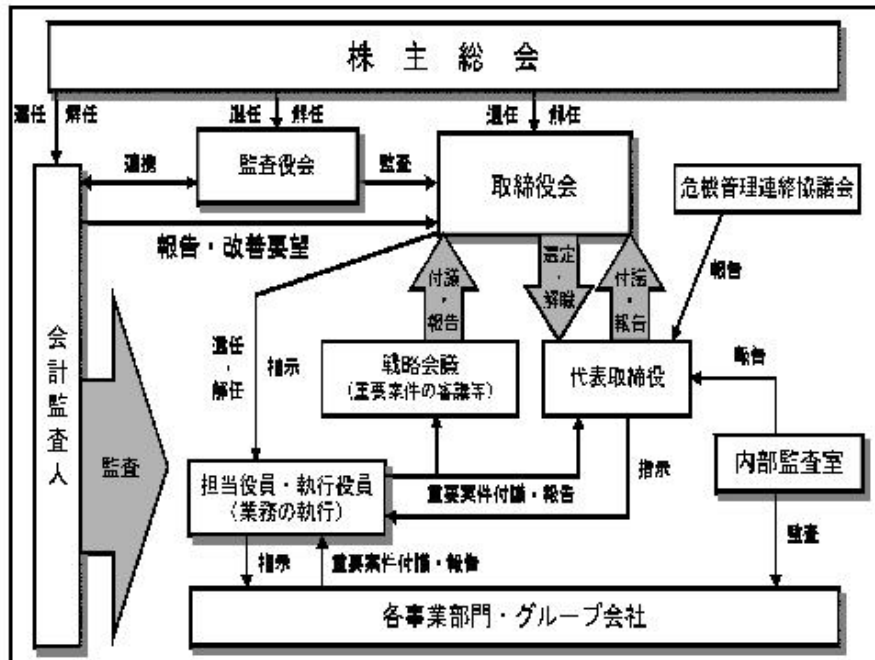 株主総会
選任 解任
選任 解任
選任 解任
連携
監査役会
監査
取締役会
危機管理連絡協議会
報告・改善要望
付議・報告
選定・解職
付議・報告
報告
会計監査人
選任・解任
指示
戦略会議
(重要案件の審議等)
代表取締役
報告
監査
担当役員・執行役員
(業務の執行)
重要案件付議・報告
指示
内部監査室
指示
重要案件付議・報告
監査
各事業部門・グループ会社